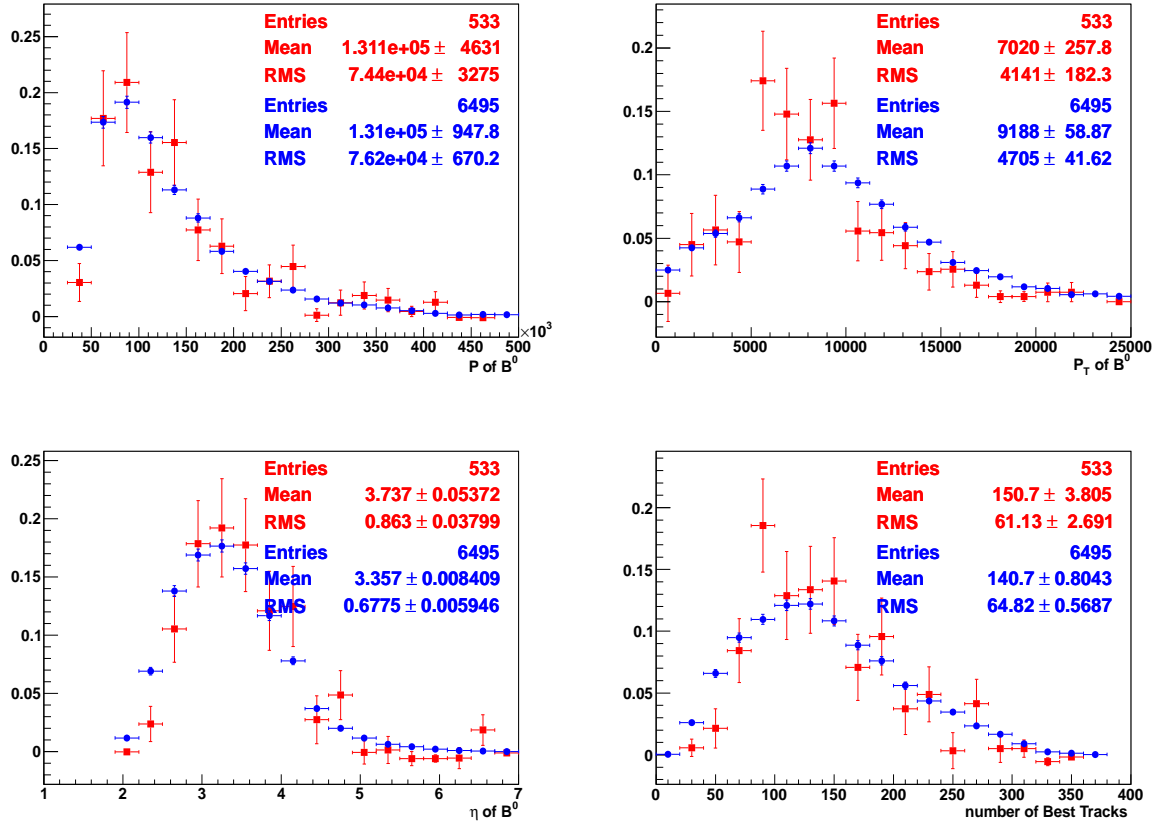 Entries 533
Mean 1.311e+05 ± 4631
RMS 7.44e+04 ± 3275
Entries 6495
Mean 1.31e+05 ± 947.8
RMS 7.62e+04 ± 670.2
0.25
0.2
0.15
0.1
0.05
0
0 50 100 150 200 250 300 350 400 450 500
×10³
P of B⁰
Entries 533
Mean 7020 ± 257.8
RMS 4141 ± 182.3
Entries 6495
Mean 9188 ± 58.87
RMS 4705 ± 41.62
0.2
0.15
0.1
0.05
0
0 5000 10000 15000 20000 25000
P_T of B⁰
Entries 533
Mean 3.737 ± 0.05372
RMS 0.863 ± 0.03799
Entries 6495
Mean 3.357 ± 0.008409
RMS 0.6775 ± 0.005946
0.25
0.2
0.15
0.1
0.05
0
1 2 3 4 5 6 7
η of B⁰
Entries 533
Mean 150.7 ± 3.805
RMS 61.13 ± 2.691
Entries 6495
Mean 140.7 ± 0.8043
RMS 64.82 ± 0.5687
0.2
0.15
0.1
0.05
0
0 50 100 150 200 250 300 350 400
number of Best Tracks